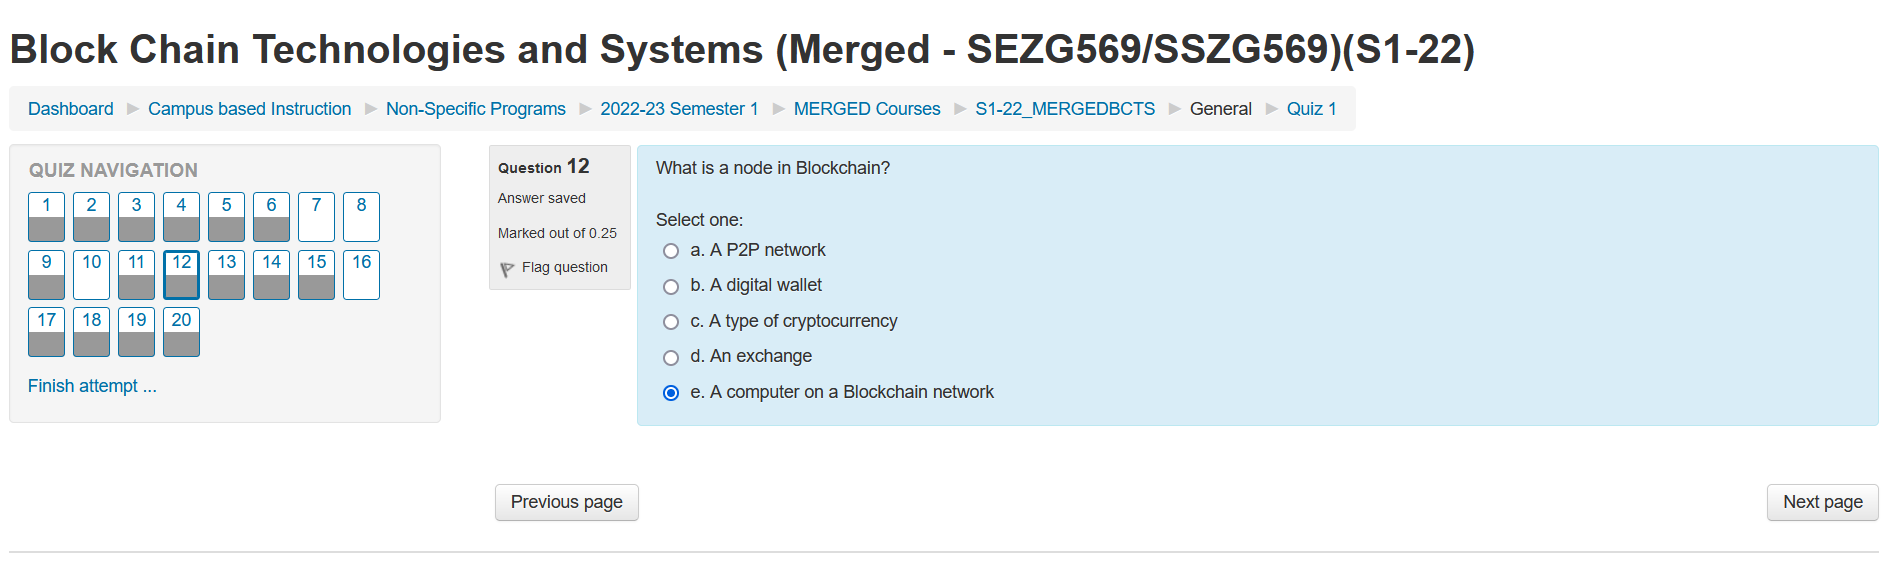 Block Chain Technologies and Systems (Merged - SEZG569/SSZG569)(S1-22)
Dashboard ▶ Campus based Instruction ▶ Non-Specific Programs ▶ 2022-23 Semester 1 ▶ MERGED Courses ▶ S1-22_MERGEDBCTS ▶ General ▶ Quiz 1
QUIZ NAVIGATION
1 2 3 4 5 6 7 8
9 10 11 12 13 14 15 16
17 18 19 20
Finish attempt ...
Question 12
Answer saved
Marked out of 0.25
Flag question
What is a node in Blockchain?
Select one:
a. A P2P network
b. A digital wallet
c. A type of cryptocurrency
d. An exchange
e. A computer on a Blockchain network
Previous page
Next page